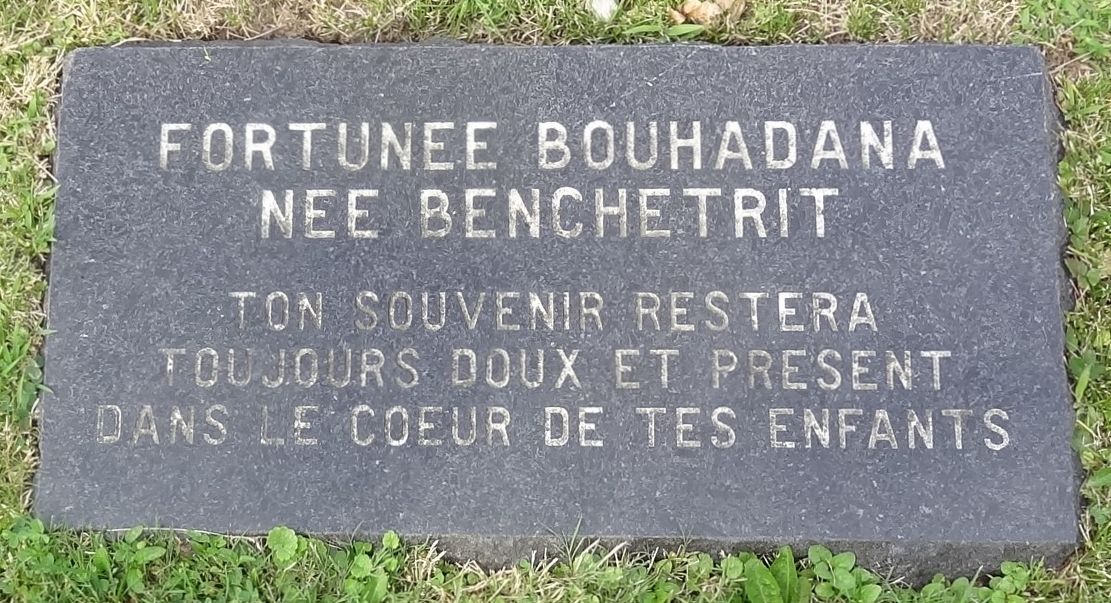 FORTUNEE BOUHADANA
NEE BENCHETRIT
TON SOUVENIR RESTERA
TOUJOURS DOUX ET PRESENT
DANS LE COEUR DE TES ENFANTS